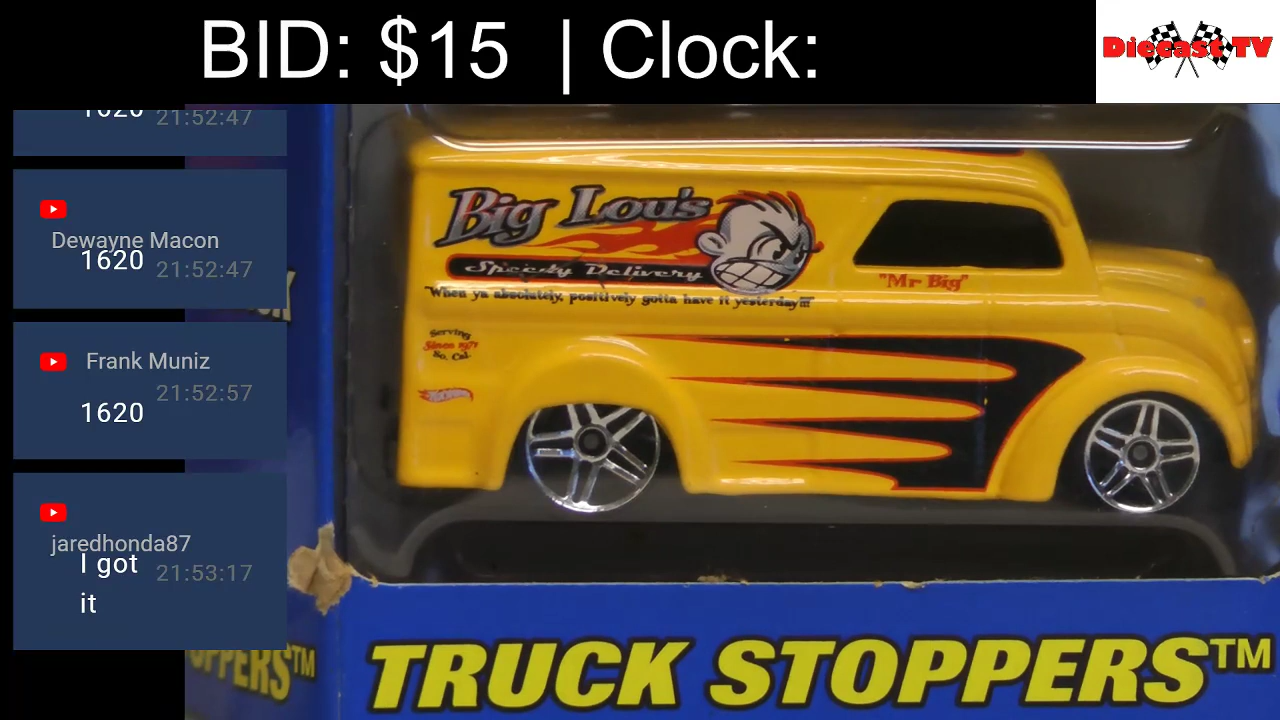 BID: $15 | Clock:
Diecast TV
1620 21:52:47
Dewayne Macon
1620 21:52:47
Frank Muniz
21:52:57
1620
jaredhonda87
I got 21:53:17
it
Big Lou's
Speedy Delivery
"When ya absolutely, positively gotta have it yesterday!!!"
"Mr Big"
Serving
Since 1971
So. Cal.
Hot Wheels
OPPERS™
TRUCK STOPPERS™